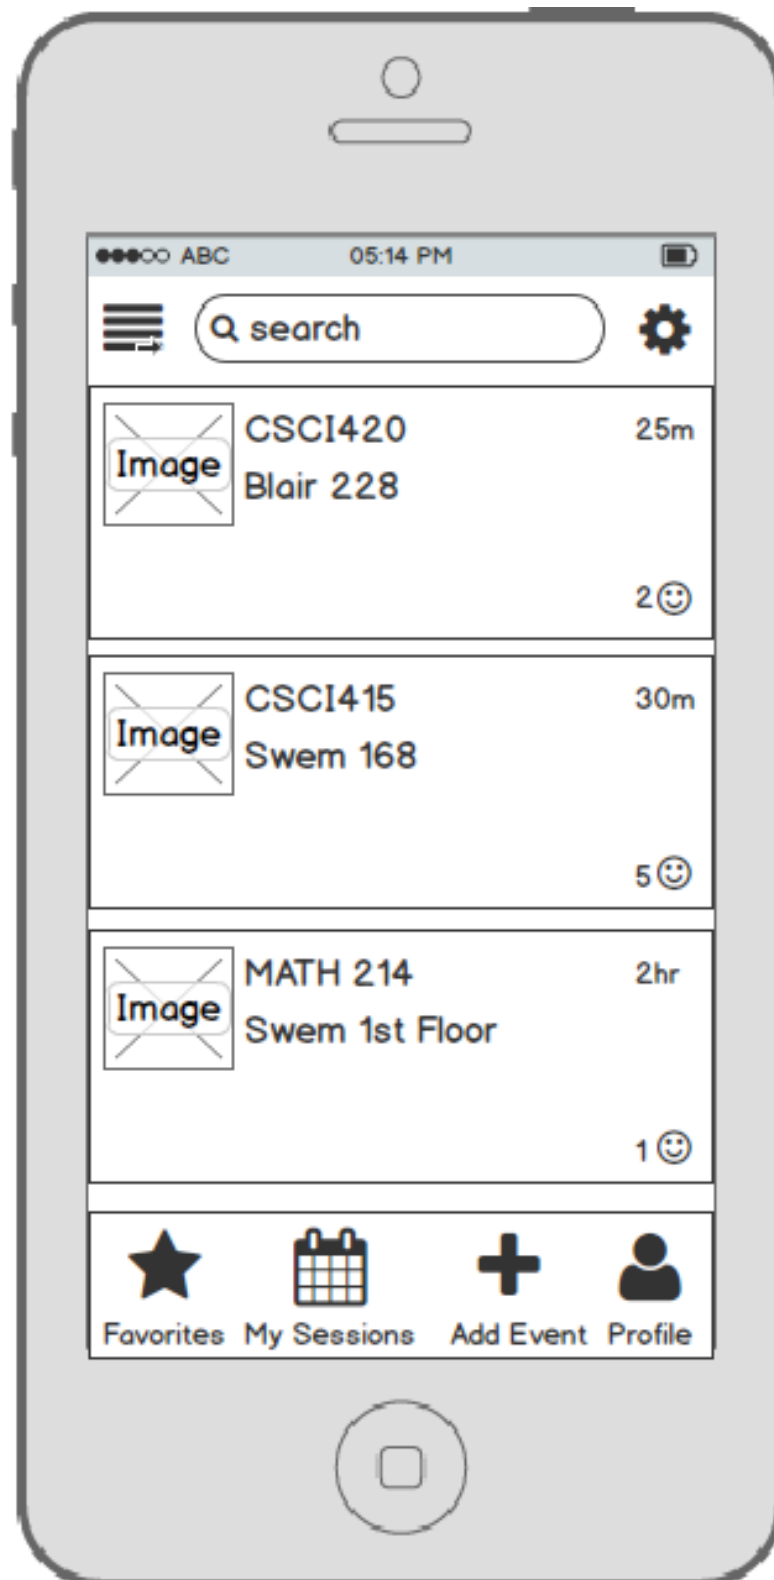 ABC 05:14 PM
search
Image CSCI420 25m
Blair 228
2
Image CSCI415 30m
Swem 168
5
Image MATH 214 2hr
Swem 1st Floor
1
Favorites My Sessions Add Event Profile